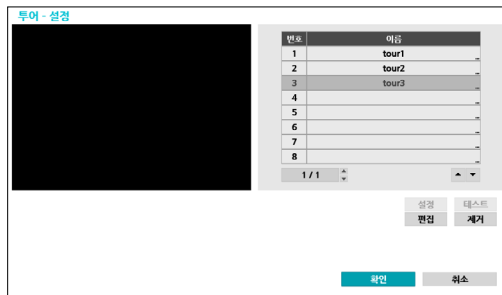 투어 - 설정
번호 이름
1 tour1
2 tour2
3 tour3
4
5
6
7
8
1 / 1
설정 테스트
편집 제거
확인 취소